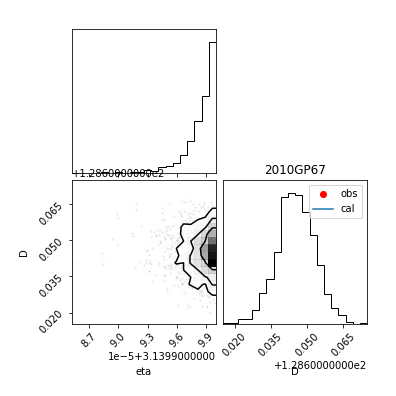 +1.2860000000e2
2010GP67
obs
cal
0.065
0.050
0.035
0.020
D
8.7
9.0
9.3
9.6
9.9
1e-5+3.1399000000
eta
0.020
0.035
0.050
0.065
+1.2860000000e2
D